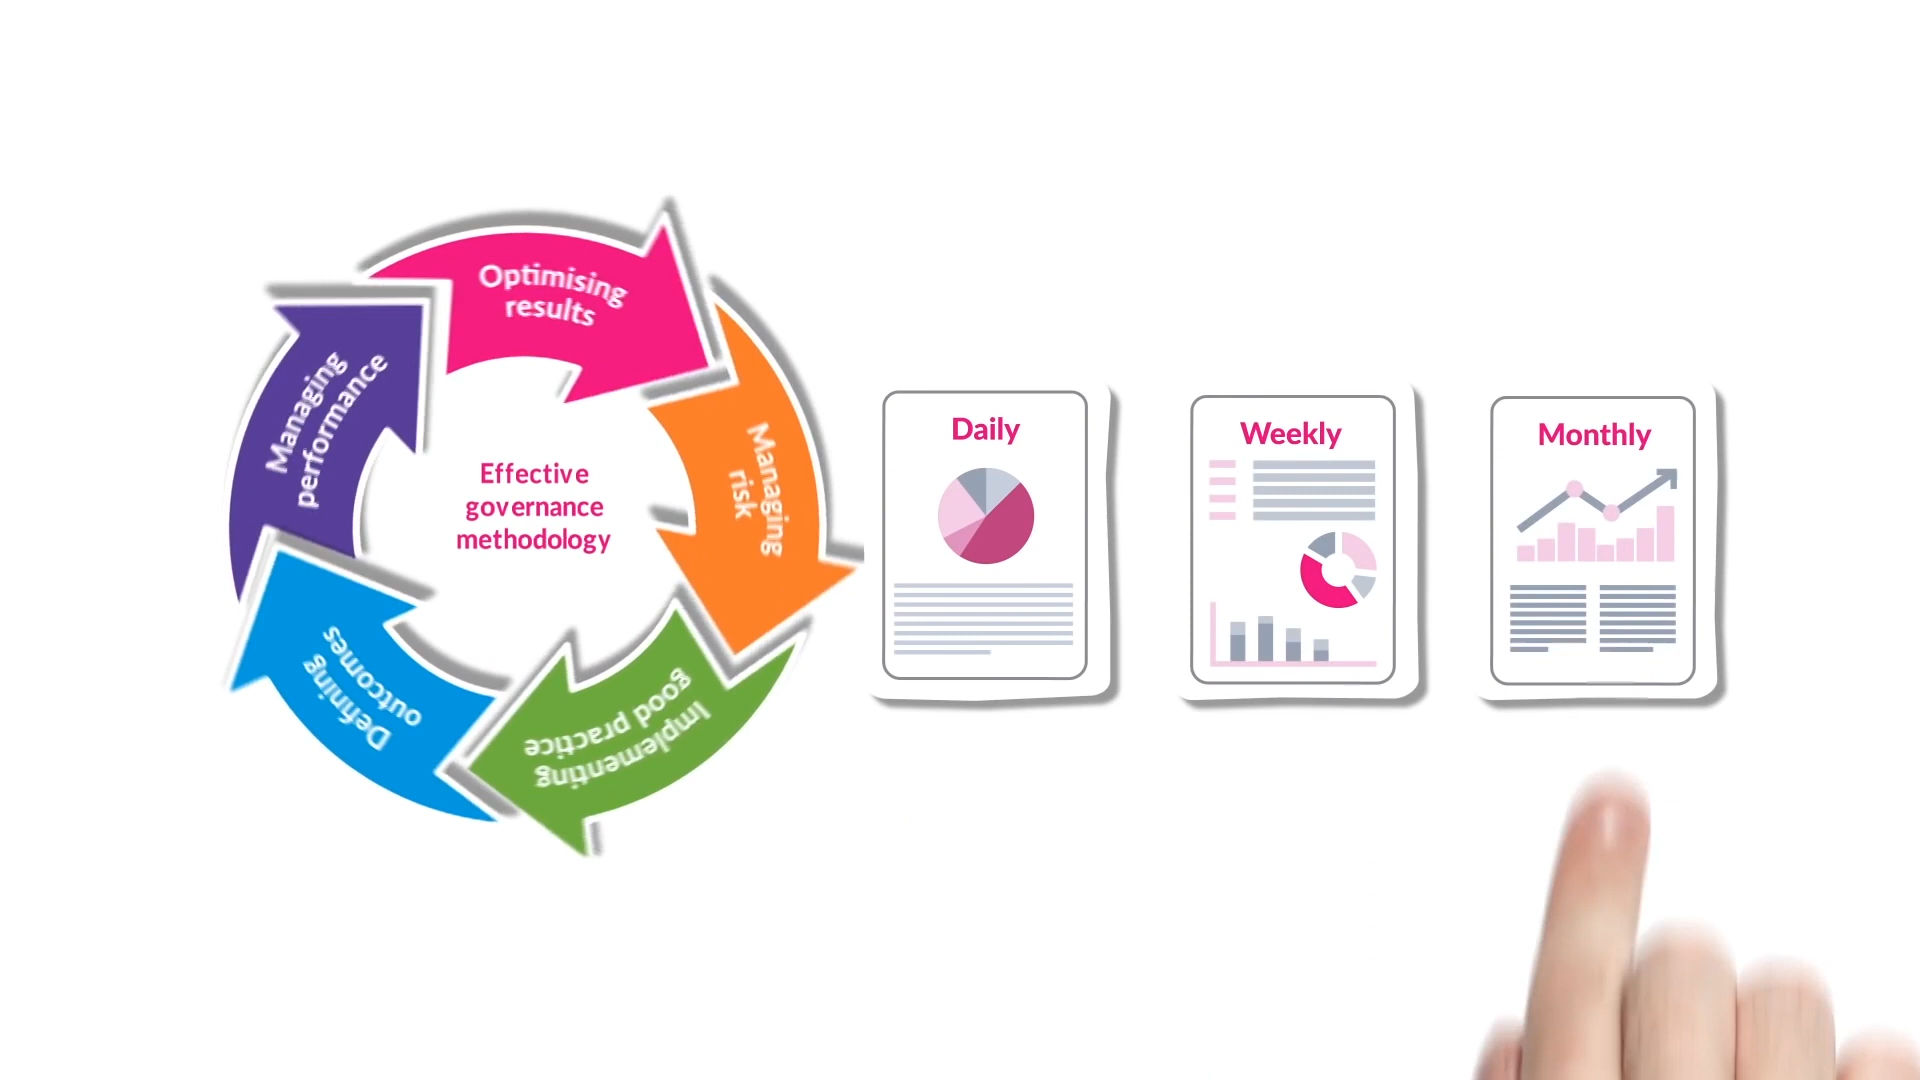 Optimising
results
Managing
risk
Implementing
good practice
Defining
outcomes
Managing
performance
Effective
governance
methodology
Daily
Weekly
Monthly